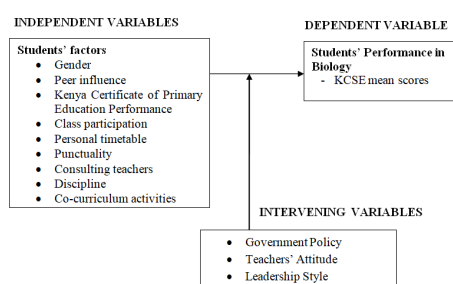 INDEPENDENT VARIABLES
Students' factors
• Gender
• Peer influence
• Kenya Certificate of Primary
Education Performance
• Class participation
• Personal timetable
• Punctuality
• Consulting teachers
• Discipline
• Co-curriculum activities
DEPENDENT VARIABLE
Students' Performance in
Biology
- KCSE mean scores
INTERVENING VARIABLES
• Government Policy
• Teachers' Attitude
• Leadership Style